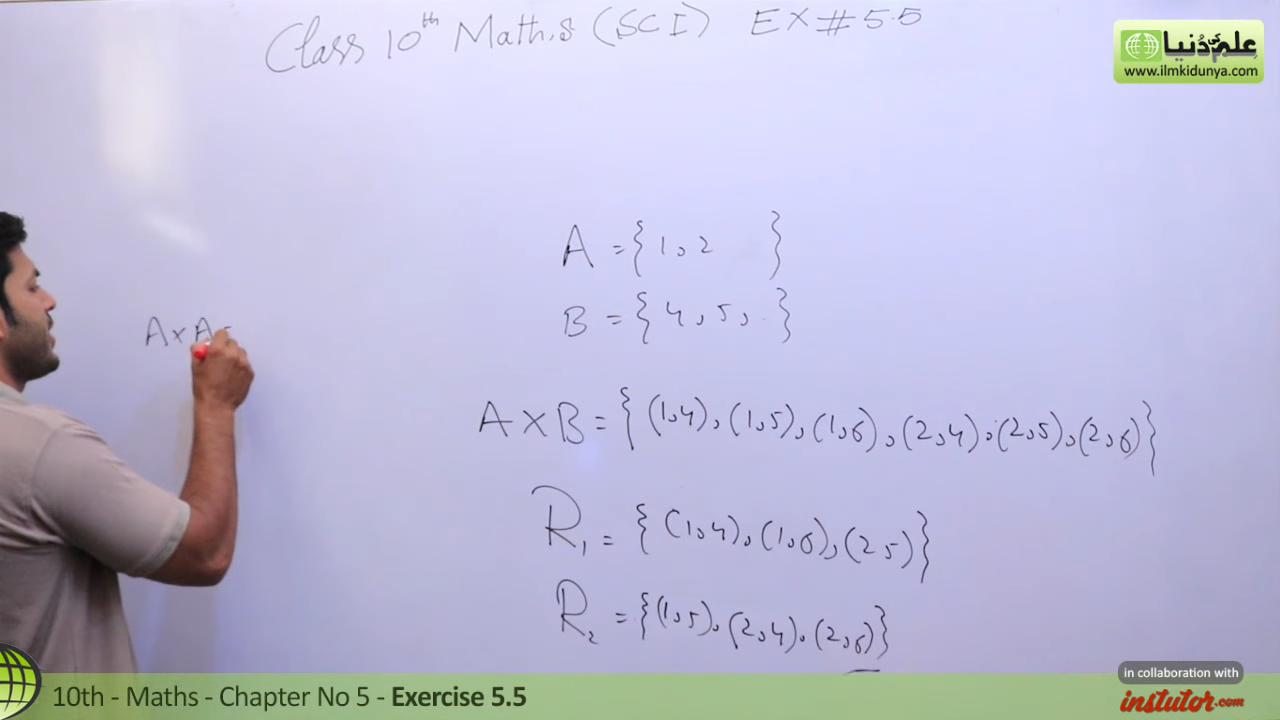 Class 10th Maths (SCI) EX # 5.5
علم کی دُنیا
www.ilmkidunya.com
A = { 1, 2 }
B = { 4, 5, . }
A × A =
A × B = { (1,4), (1,5), (1,6), (2,4), (2,5), (2,6) }
R₁ = { (1,4), (1,6), (2 5) }
R₂ = { (1,5), (2,4), (2,6) }
in collaboration with
10th - Maths - Chapter No 5 - Exercise 5.5
instutor.com